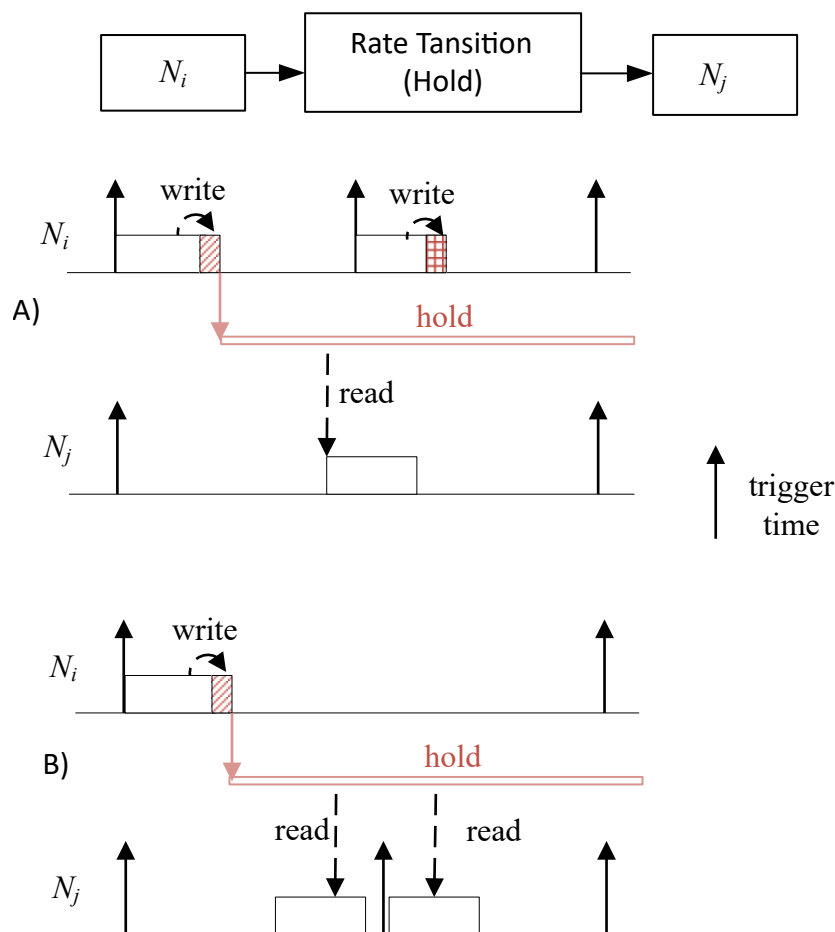 N_i
Rate Tansition
(Hold)
N_j
write
write
N_i
A)
hold
read
N_j
trigger
time
write
N_i
B)
hold
read
read
N_j